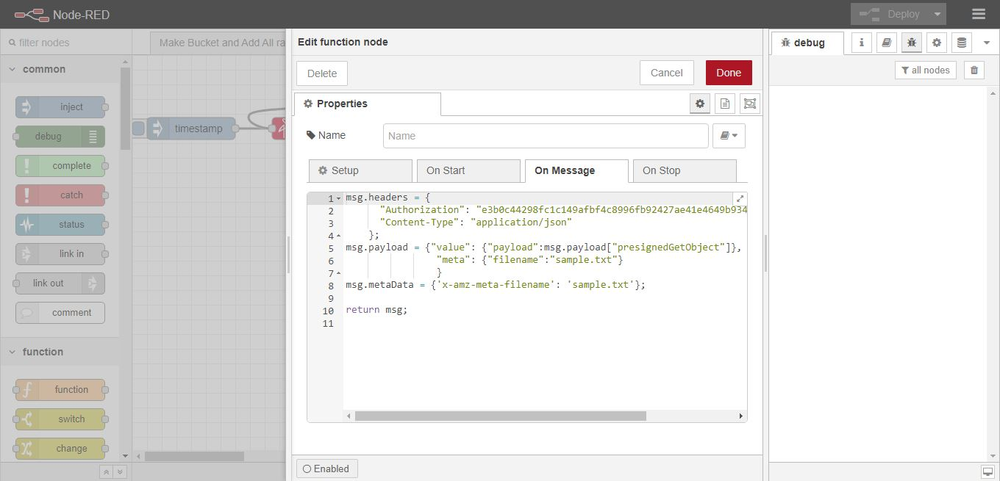 Node-RED
Deploy
filter nodes
common
inject
debug
complete
catch
status
link in
link out
comment
function
function
switch
change
Make Bucket and Add All ra
timestamp
Edit function node
Delete
Cancel
Done
Properties
Name
Name
Setup
On Start
On Message
On Stop
1 msg.headers = {
2 "Authorization": "e3b0c44298fc1c149afbf4c8996fb92427ae41e4649b934
3 "Content-Type": "application/json"
4 };
5 msg.payload = {"value": {"payload":msg.payload["presignedGetObject"]},
6 "meta": {"filename":"sample.txt"}
7 }
8 msg.metaData = {'x-amz-meta-filename': 'sample.txt'};
9
10 return msg;
11
Enabled
debug
all nodes